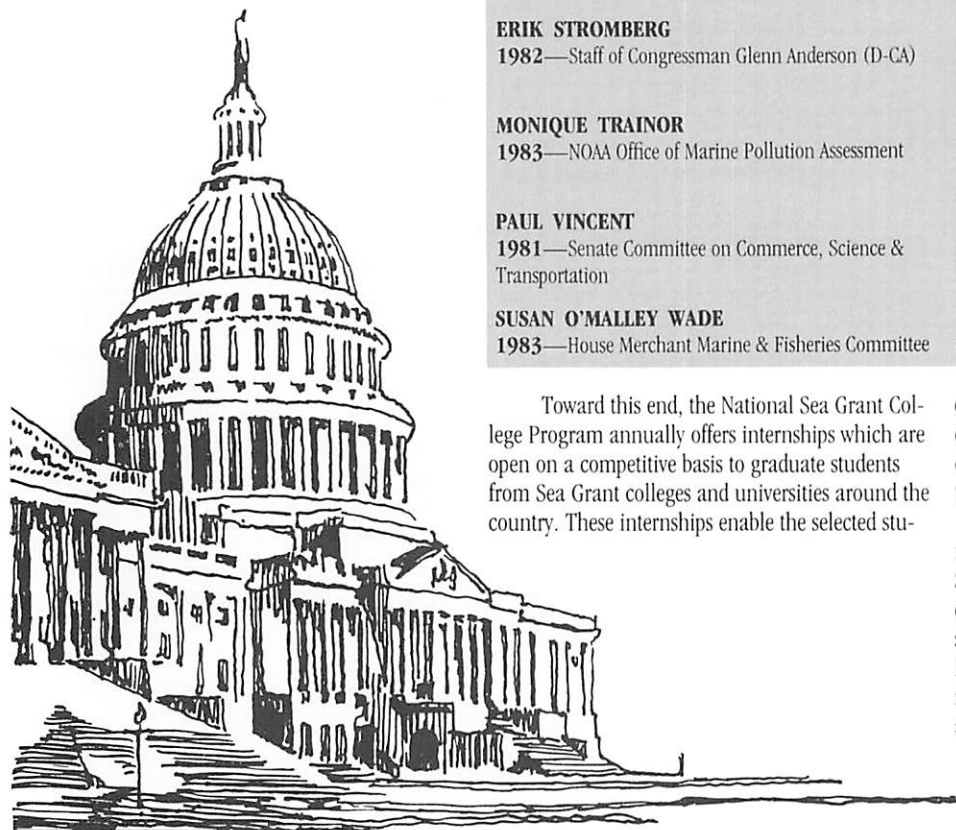 ERIK STROMBERG
1982—Staff of Congressman Glenn Anderson (D-CA)
MONIQUE TRAINOR
1983—NOAA Office of Marine Pollution Assessment
PAUL VINCENT
1981—Senate Committee on Commerce, Science &
Transportation
SUSAN O'MALLEY WADE
1983—House Merchant Marine & Fisheries Committee
Toward this end, the National Sea Grant Col-
lege Program annually offers internships which are
open on a competitive basis to graduate students
from Sea Grant colleges and universities around the
country. These internships enable the selected stu-